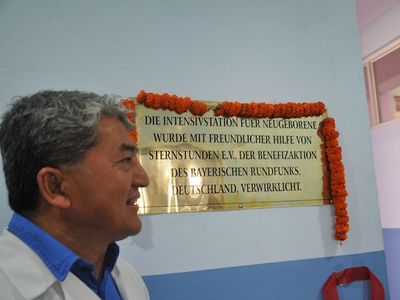 DIE INTENSIVSTATION FUER NEUGEBORENE
WURDE MIT FREUNDLICHER HILFE VON
STERNSTUNDEN E.V., DER BENEFIZAKTION
DES BAYERISCHEN RUNDFUNKS,
DEUTSCHLAND, VERWIRKLICHT.